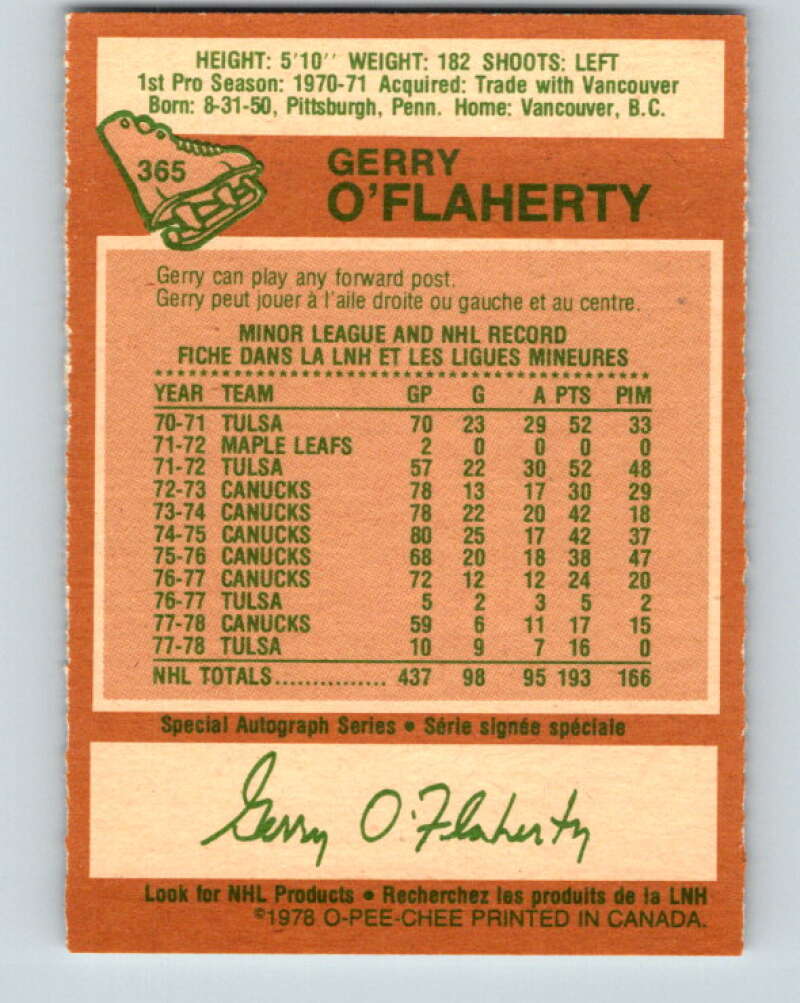 HEIGHT: 5'10'' WEIGHT: 182 SHOOTS: LEFT
1st Pro Season: 1970-71 Acquired: Trade with Vancouver
Born: 8-31-50, Pittsburgh, Penn. Home: Vancouver, B.C.
365
GERRY
O'FLAHERTY
Gerry can play any forward post.
Gerry peut jouer à l'aile droite ou gauche et au centre.
MINOR LEAGUE AND NHL RECORD
FICHE DANS LA LNH ET LES LIGUES MINEURES
YEAR TEAM GP G A PTS PIM
70-71 TULSA 70 23 29 52 33
71-72 MAPLE LEAFS 2 0 0 0 0
71-72 TULSA 57 22 30 52 48
72-73 CANUCKS 78 13 17 30 29
73-74 CANUCKS 78 22 20 42 18
74-75 CANUCKS 80 25 17 42 37
75-76 CANUCKS 68 20 18 38 47
76-77 CANUCKS 72 12 12 24 20
76-77 TULSA 5 2 3 5 2
77-78 CANUCKS 59 6 11 17 15
77-78 TULSA 10 9 7 16 0
NHL TOTALS............... 437 98 95 193 166
Special Autograph Series • Série signée spéciale
Gerry O'Flaherty
Look for NHL Products • Recherchez les produits de la LNH
©1978 O-PEE-CHEE PRINTED IN CANADA.